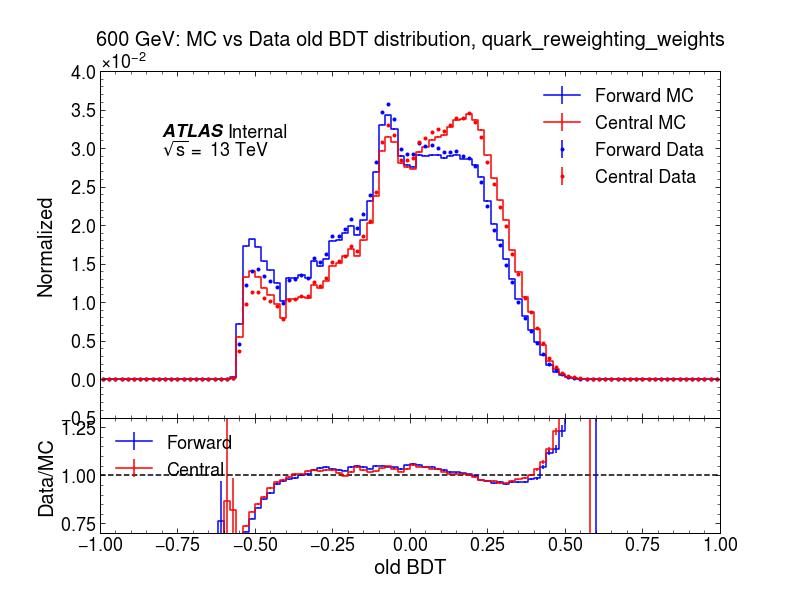 600 GeV: MC vs Data old BDT distribution, quark_reweighting_weights
×10⁻²
4.0
3.5
3.0
2.5
2.0
1.5
1.0
0.5
0.0
−0.5
Normalized
ATLAS Internal
√s = 13 TeV
Forward MC
Central MC
Forward Data
Central Data
1.25
1.00
0.75
Data/MC
Forward
Central
−1.00 −0.75 −0.50 −0.25 0.00 0.25 0.50 0.75 1.00
old BDT